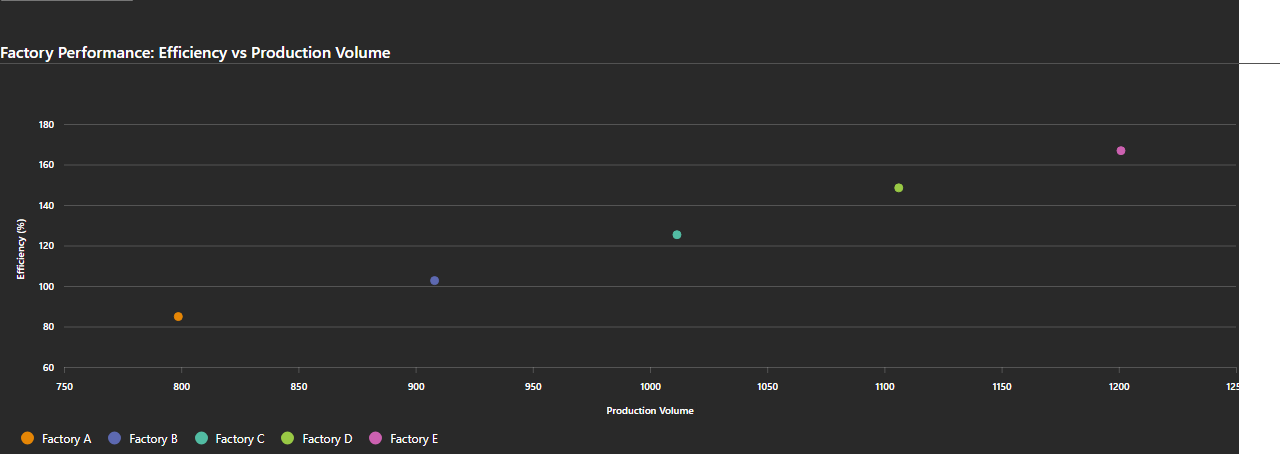 Factory Performance: Efficiency vs Production Volume
180
160
140
120
100
80
60
Efficiency (%)
750 800 850 900 950 1000 1050 1100 1150 1200 125
Production Volume
Factory A Factory B Factory C Factory D Factory E